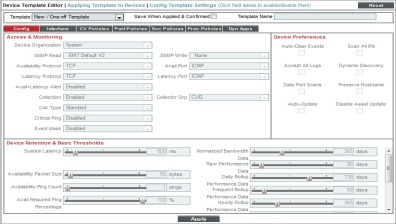 Device Template Editor | Applying Template to Devices | Config Template Settings (Click field labels to enable/disable them)
Reset
Template New / One-off Template
Save When Applied & Confirmed
Template Name
Config Interface CV Policies Port Policies Svc Policies Proc Policies Dyn Apps
Access & Monitoring
Device Preferences
Device Organization System
SNMP Read EM7 Default V2
SNMP Write None
Availability Protocol TCP
Avail Port ICMP
Latency Protocol TCP
Latency Port ICMP
Avail+Latency Alert Disabled
Collection Enabled
Collector Grp CUG
Coll. Type Standard
Critical Ping Disabled
Event Mask Disabled
Auto-Clear Events
Scan All IPs
Accept All Logs
Dynamic Discovery
Daily Port Scans
Preserve Hostname
Auto-Update
Disable Asset Update
Device Retention & Basic Thresholds
System Latency 100 ms
Availability Packet Size 56 bytes
Availability Ping Count 1 pings
Avail Required Ping Percentage 100 %
Normalized Bandwidth Data 365 days
Raw Performance Data 30 days
Daily Rollup Performance Data 730 days
Frequent Rollup Performance Data 60 days
Hourly Rollup Performance Data 365 days
Apply